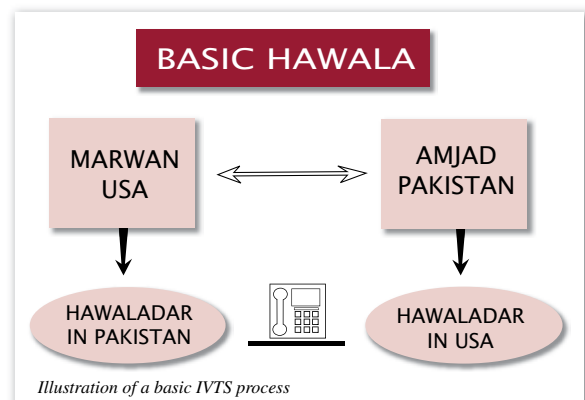 BASIC HAWALA
MARWAN
USA
AMJAD
PAKISTAN
HAWALADAR
IN PAKISTAN
HAWALADAR
IN USA
Illustration of a basic IVTS process